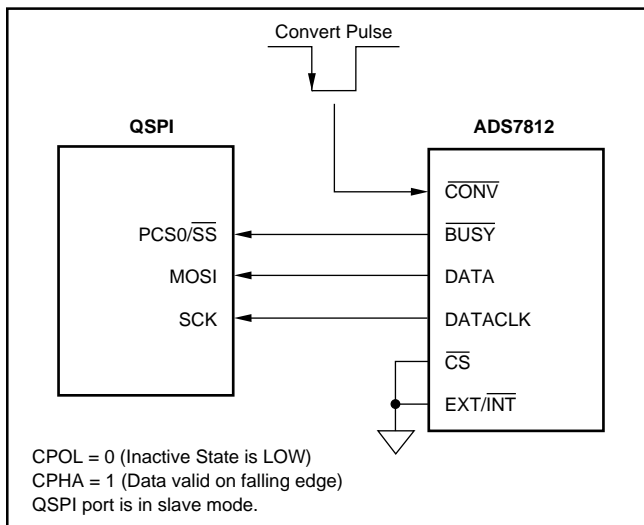 Convert Pulse
QSPI
ADS7812
CONV
PCS0/SS
BUSY
MOSI
DATA
SCK
DATACLK
CS
EXT/INT
CPOL = 0 (Inactive State is LOW)
CPHA = 1 (Data valid on falling edge)
QSPI port is in slave mode.